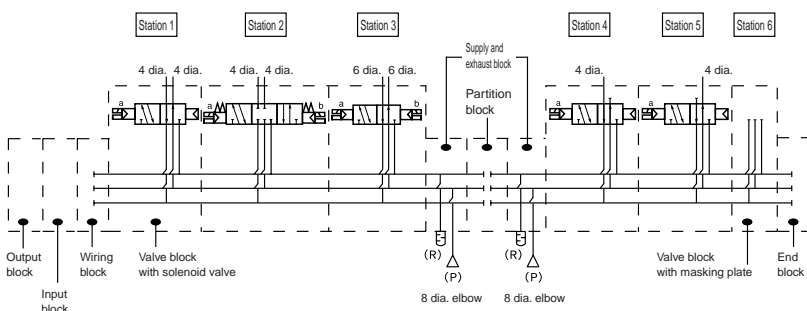 Station 1
Station 2
Station 3
Station 4
Station 5
Station 6
Supply and
exhaust block
Partition
block
4 dia. 4 dia.
4 dia. 4 dia.
6 dia. 6 dia.
4 dia.
4 dia.
a
a
b
a
b
a
a
Output
block
Input
block
Wiring
block
Valve block
with solenoid valve
(R)
(P)
8 dia. elbow
(R)
(P)
8 dia. elbow
Valve block
with masking plate
End
block